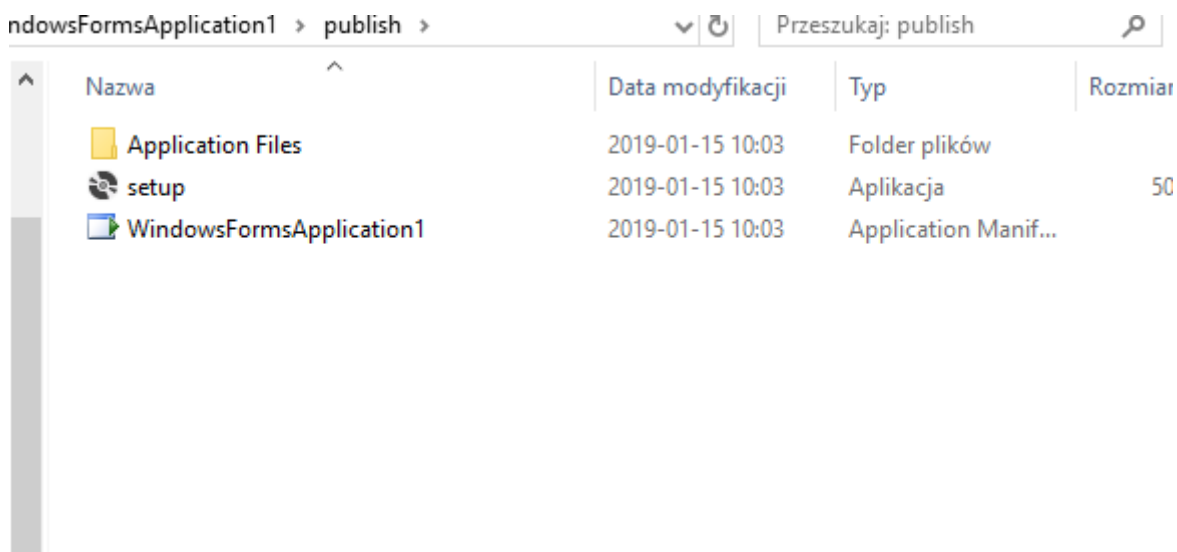 ndowsFormsApplication1 > publish > Przeszukaj: publish
Nazwa Data modyfikacji Typ Rozmiar
Application Files 2019-01-15 10:03 Folder plików
setup 2019-01-15 10:03 Aplikacja 50
WindowsFormsApplication1 2019-01-15 10:03 Application Manif...